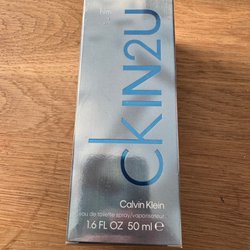 him
CKIN2U
Calvin Klein
eau de toilette spray/vaporisateur
1.6 FL OZ 50 ml ℮